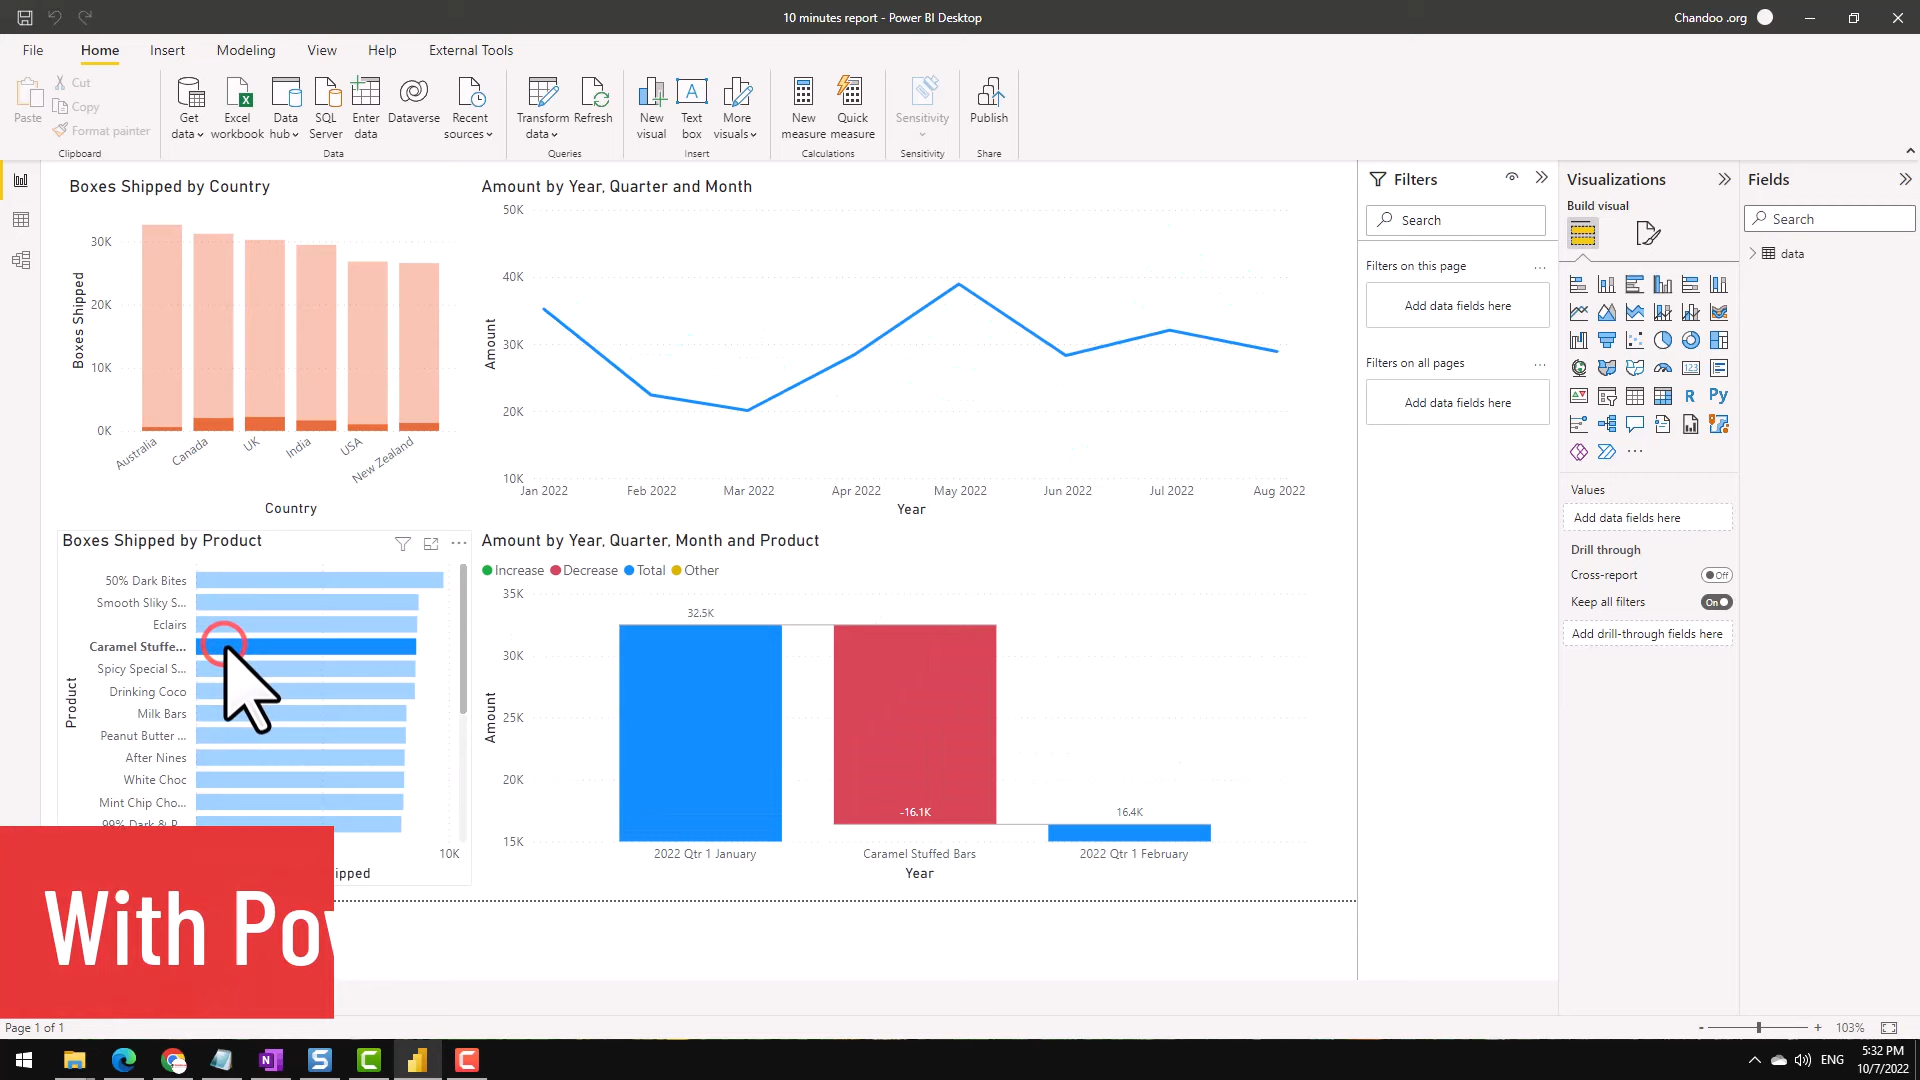 10 minutes report - Power BI Desktop
Chandoo .org
File
Home
Insert
Modeling
View
Help
External Tools
Paste
Cut
Copy
Format painter
Clipboard
Get data
Excel workbook
Data hub
SQL Server
Enter data
Dataverse
Recent sources
Data
Transform data
Refresh
Queries
New visual
A
Text box
More visuals
Insert
New measure
Quick measure
Calculations
Sensitivity
Sensitivity
Publish
Share
Boxes Shipped by Country
Boxes Shipped
30K
20K
10K
0K
Australia
Canada
UK
India
USA
New Zealand
Country
Amount by Year, Quarter and Month
Amount
50K
40K
30K
20K
10K
Jan 2022
Feb 2022
Mar 2022
Apr 2022
May 2022
Jun 2022
Jul 2022
Aug 2022
Year
Boxes Shipped by Product
Product
50% Dark Bites
Smooth Sliky S...
Eclairs
Caramel Stuffe...
Spicy Special S...
Drinking Coco
Milk Bars
Peanut Butter ...
After Nines
White Choc
Mint Chip Cho...
99% Dark & P...
10K
ipped
Amount by Year, Quarter, Month and Product
Increase
Decrease
Total
Other
Amount
35K
30K
25K
20K
15K
32.5K
-16.1K
16.4K
2022 Qtr 1 January
Caramel Stuffed Bars
2022 Qtr 1 February
Year
Filters
Search
Filters on this page
...
Add data fields here
Filters on all pages
...
Add data fields here
Visualizations
Build visual
123
R
Py
...
Values
Add data fields here
Drill through
Cross-report
Off
Keep all filters
On
Add drill-through fields here
Fields
Search
data
With Pow
Page 1 of 1
- + 103%
ENG
5:32 PM
10/7/2022